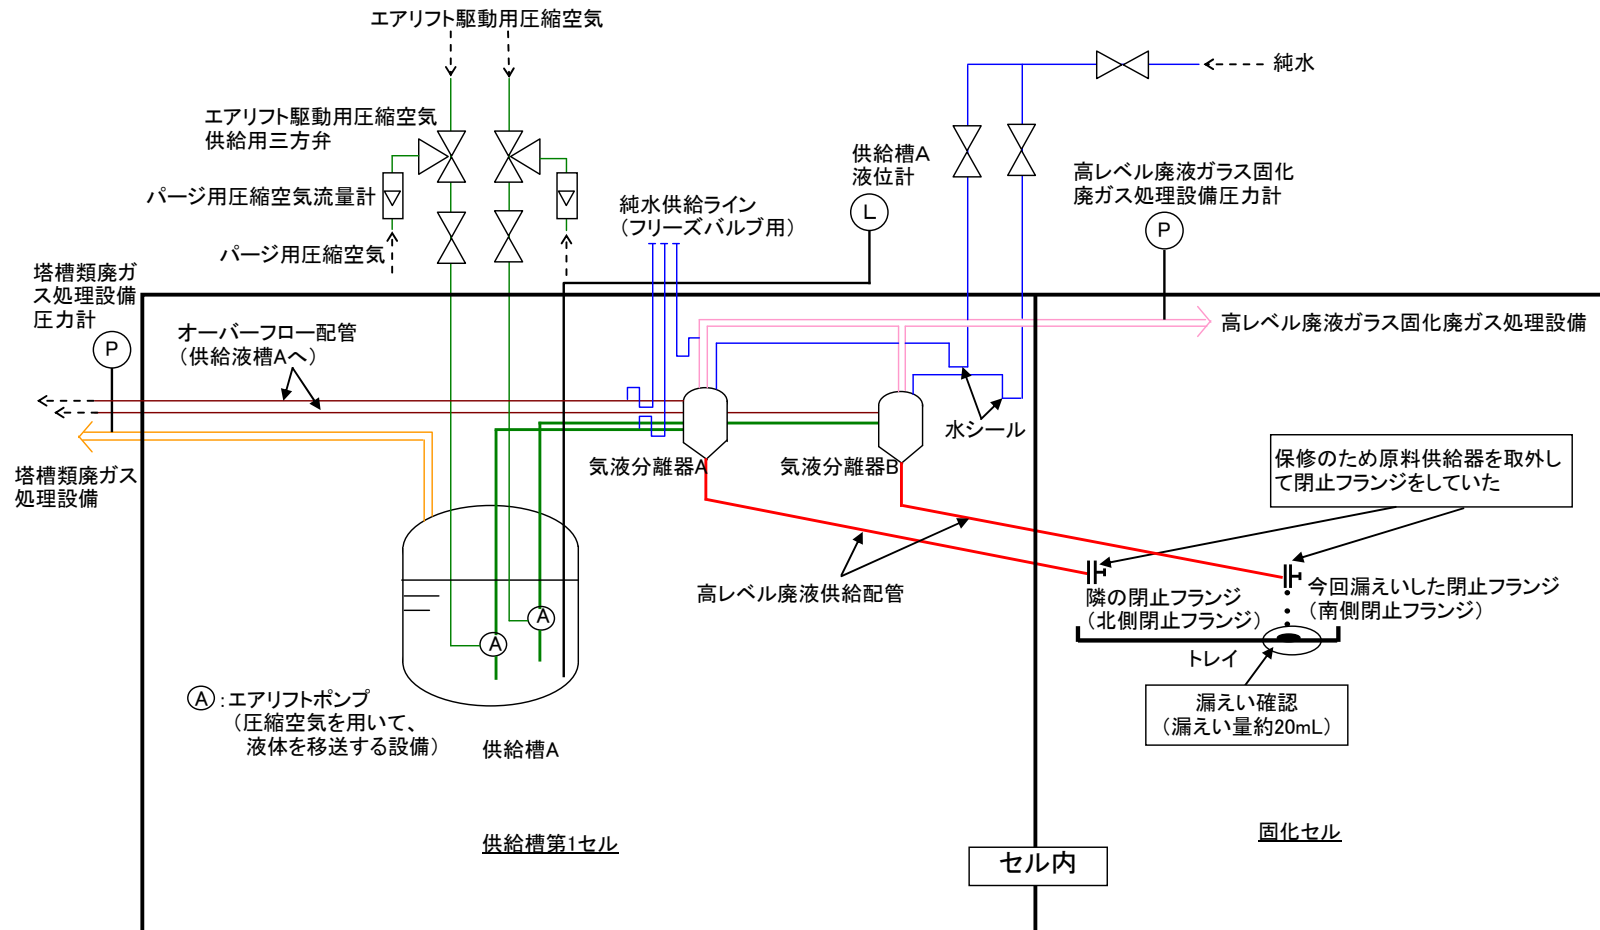 エアリフト駆動用圧縮空気
純水
エアリフト駆動用圧縮空気
供給用三方弁
パージ用圧縮空気流量計
パージ用圧縮空気
純水供給ライン
(フリーズバルブ用)
供給槽A
液位計
L
高レベル廃液ガラス固化
廃ガス処理設備圧力計
P
塔槽類廃ガ
ス処理設備
圧力計
P
オーバーフロー配管
(供給液槽Aへ)
高レベル廃液ガラス固化廃ガス処理設備
水シール
気液分離器A
気液分離器B
塔槽類廃ガス
処理設備
保修のため原料供給器を取外し
て閉止フランジをしていた
高レベル廃液供給配管
隣の閉止フランジ
(北側閉止フランジ)
今回漏えいした閉止フランジ
(南側閉止フランジ)
A
A
トレイ
漏えい確認
(漏えい量約20mL)
A:エアリフトポンプ
(圧縮空気を用いて、
液体を移送する設備)
供給槽A
供給槽第1セル
セル内
固化セル